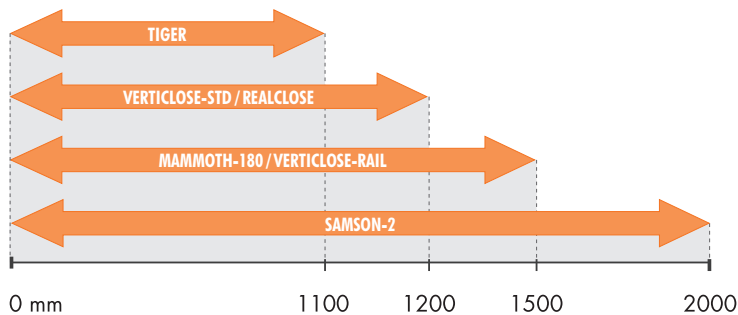 TIGER
VERTICLOSE-STD / REALCLOSE
MAMMOTH-180 / VERTICLOSE-RAIL
SAMSON-2
0 mm 1100 1200 1500 2000